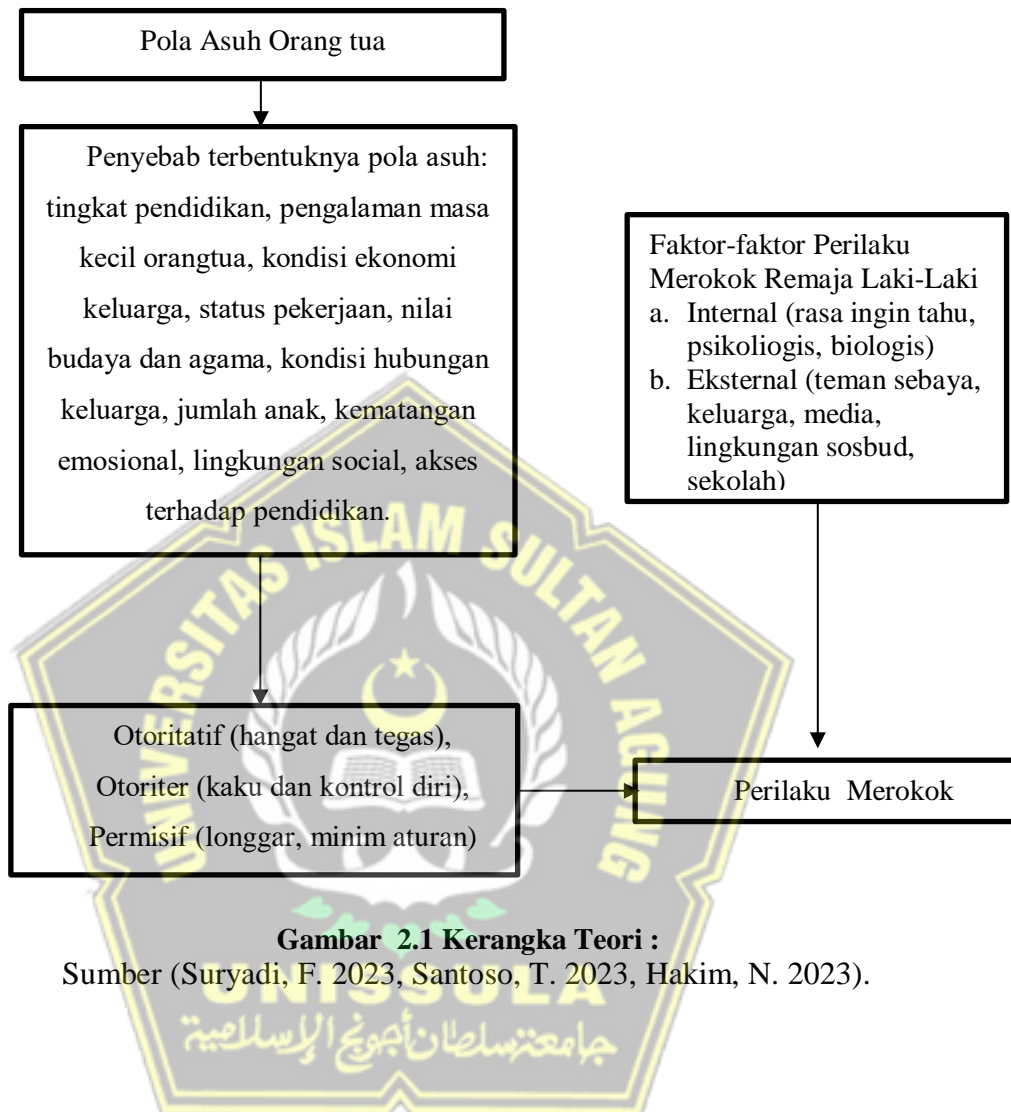 Pola Asuh Orang tua
Penyebab terbentuknya pola asuh:
tingkat pendidikan, pengalaman masa
kecil orangtua, kondisi ekonomi
keluarga, status pekerjaan, nilai
budaya dan agama, kondisi hubungan
keluarga, jumlah anak, kematangan
emosional, lingkungan social, akses
terhadap pendidikan.
Faktor-faktor Perilaku
Merokok Remaja Laki-Laki
a. Internal (rasa ingin tahu,
psikoliogis, biologis)
b. Eksternal (teman sebaya,
keluarga, media,
lingkungan sosbud,
sekolah)
Otoritatif (hangat dan tegas),
Otoriter (kaku dan kontrol diri),
Permisif (longgar, minim aturan)
Perilaku Merokok
UNIVERSITAS ISLAM SULTAN AGUNG
Gambar 2.1 Kerangka Teori :
Sumber (Suryadi, F. 2023, Santoso, T. 2023, Hakim, N. 2023).
UNISSULA
جامعتنسلطان أجونج الإسلامية